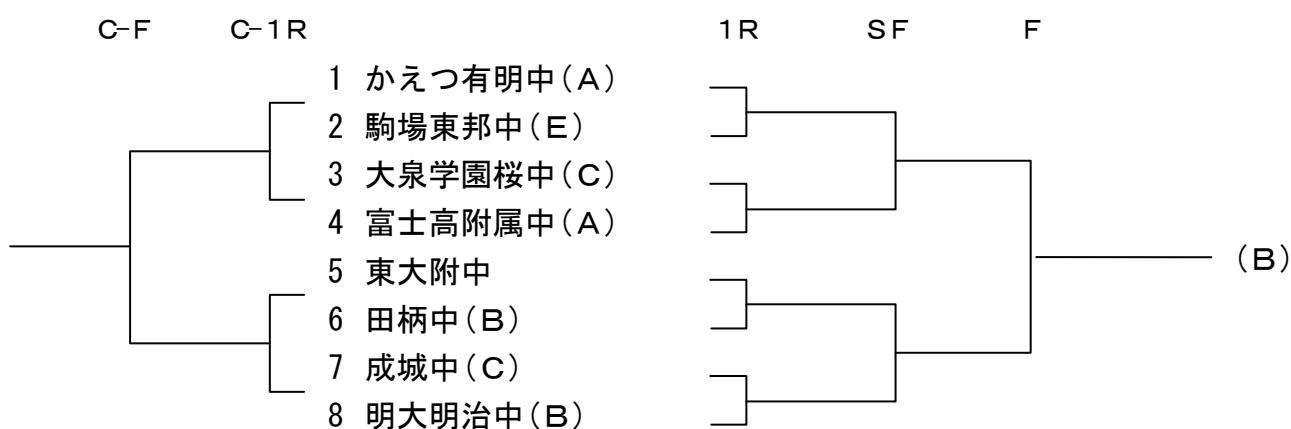 C-F C-1R 1R SF F
1 かえつ有明中(A)
2 駒場東邦中(E)
3 大泉学園桜中(C)
4 富士高附属中(A)
5 東大附中
(B)
6 田柄中(B)
7 成城中(C)
8 明大明治中(B)